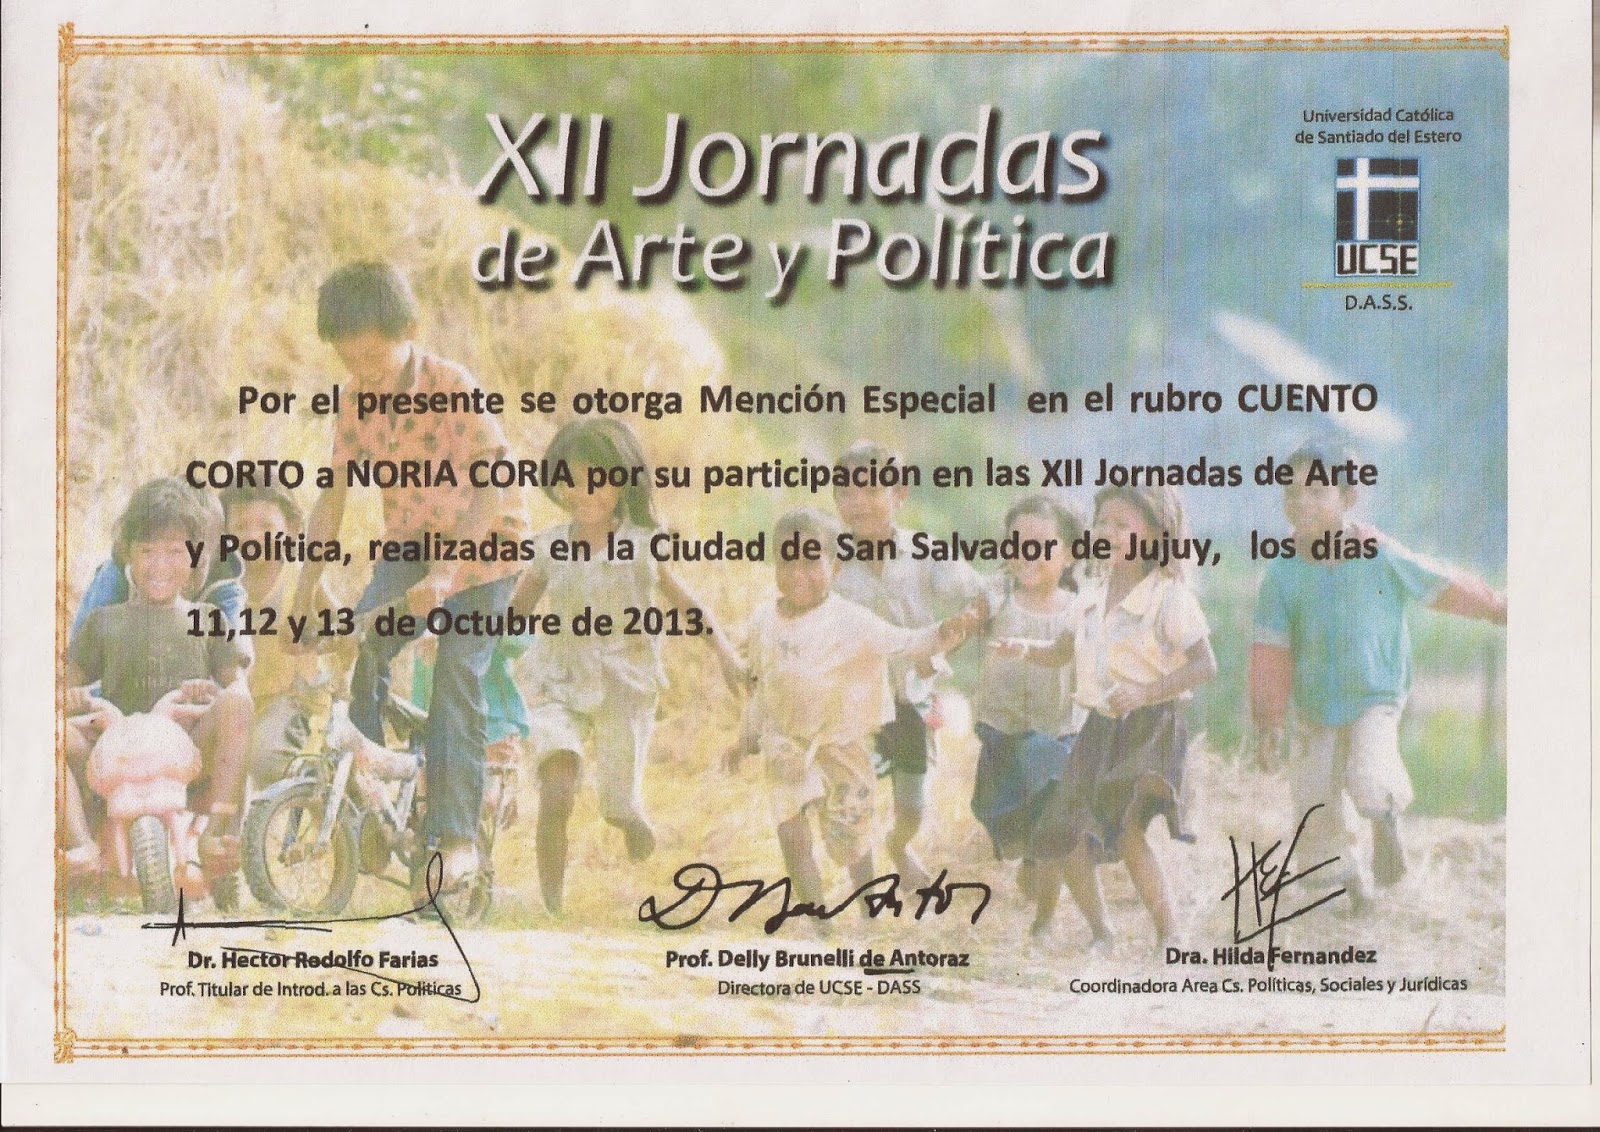 XII Jornadas
de Arte y Política
Universidad Católica
de Santiado del Estero
UCSE
D.A.S.S.
Por el presente se otorga Mención Especial en el rubro CUENTO
CORTO a NORIA CORIA por su participación en las XII Jornadas de Arte
y Política, realizadas en la Ciudad de San Salvador de Jujuy, los días
11,12 y 13 de Octubre de 2013.
Dr. Hector Rodolfo Farias
Prof. Titular de Introd. a las Cs. Politicas
Prof. Delly Brunelli de Antoraz
Directora de UCSE - DASS
Dra. Hilda Fernandez
Coordinadora Area Cs. Políticas, Sociales y Jurídicas